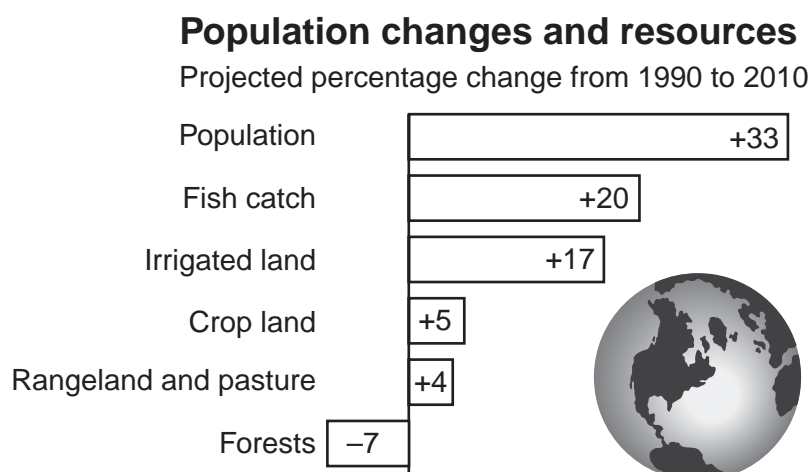 Population changes and resources
Projected percentage change from 1990 to 2010
Population +33
Fish catch +20
Irrigated land +17
Crop land +5
Rangeland and pasture +4
Forests –7